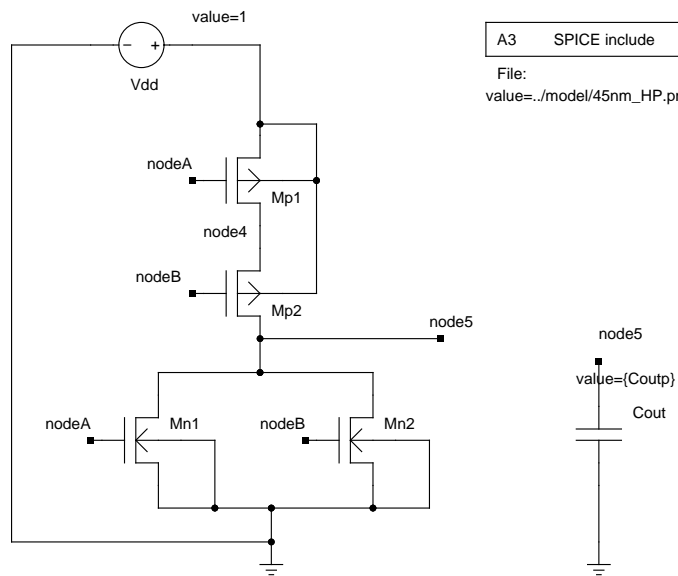 value=1
− +
Vdd
A3 SPICE include
File:
value=../model/45nm_HP.pm
nodeA
Mp1
node4
nodeB
Mp2
node5
node5
value={Coutp}
Cout
nodeA
Mn1
nodeB
Mn2